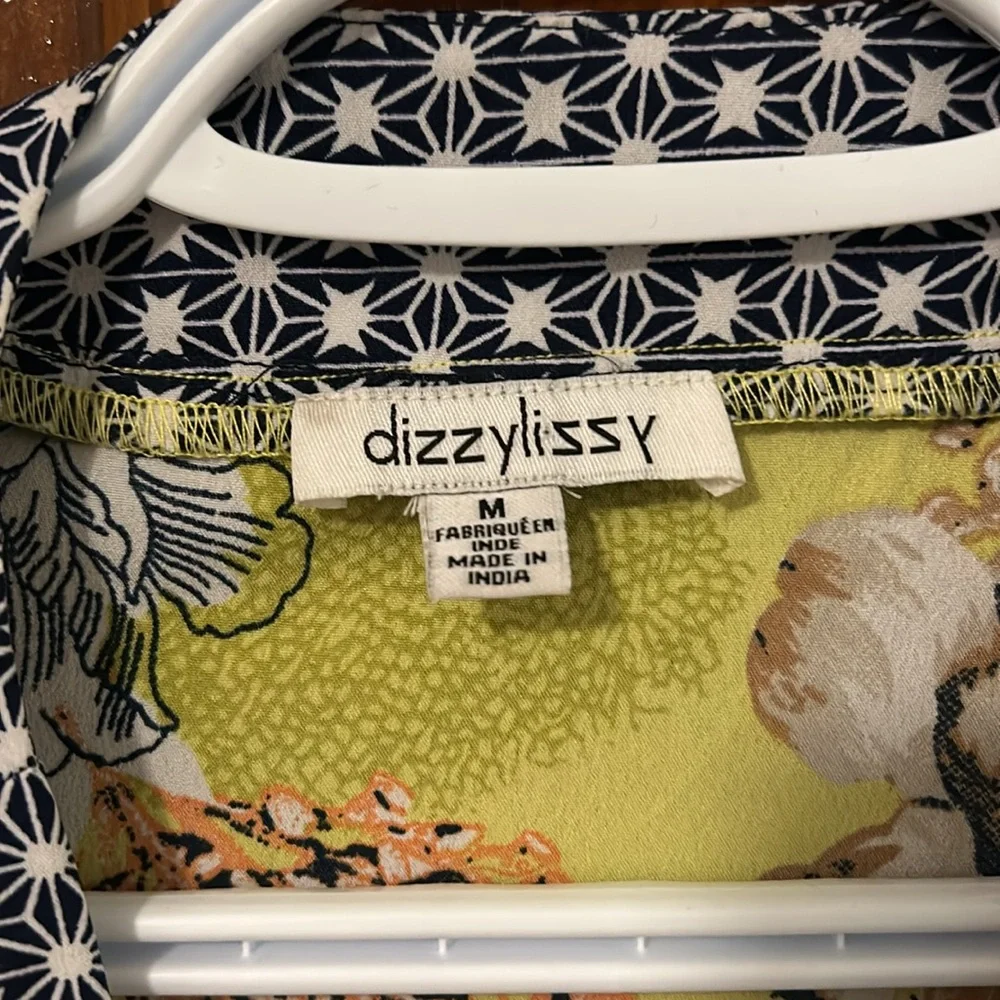 dizzylissy
M
FABRIQUÉ EN
INDE
MADE IN
INDIA